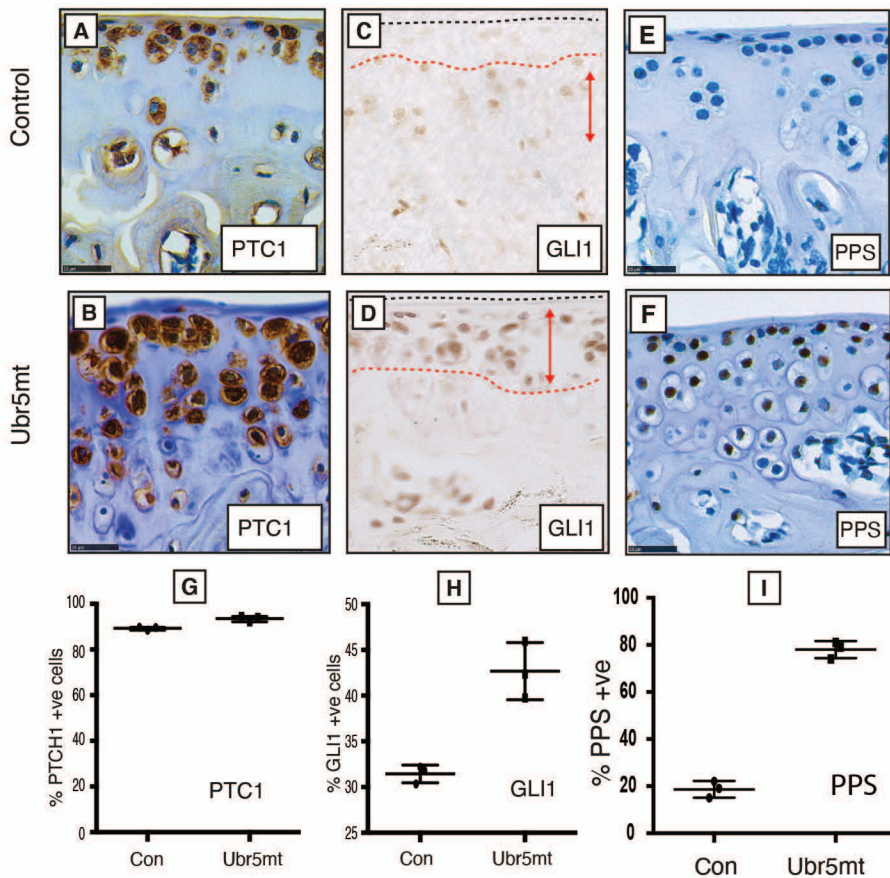 Control
A
PTC1
C
GLI1
E
PPS
Ubr5mt
B
PTC1
D
GLI1
F
PPS
G
% PTCH1 +ve cells
100
80
60
40
20
0
PTC1
Con
Ubr5mt
H
% GLI1 +ve cells
50
45
40
35
30
25
GLI1
Con
Ubr5mt
I
% PPS +ve
100
80
60
40
20
0
PPS
Con
Ubr5mt